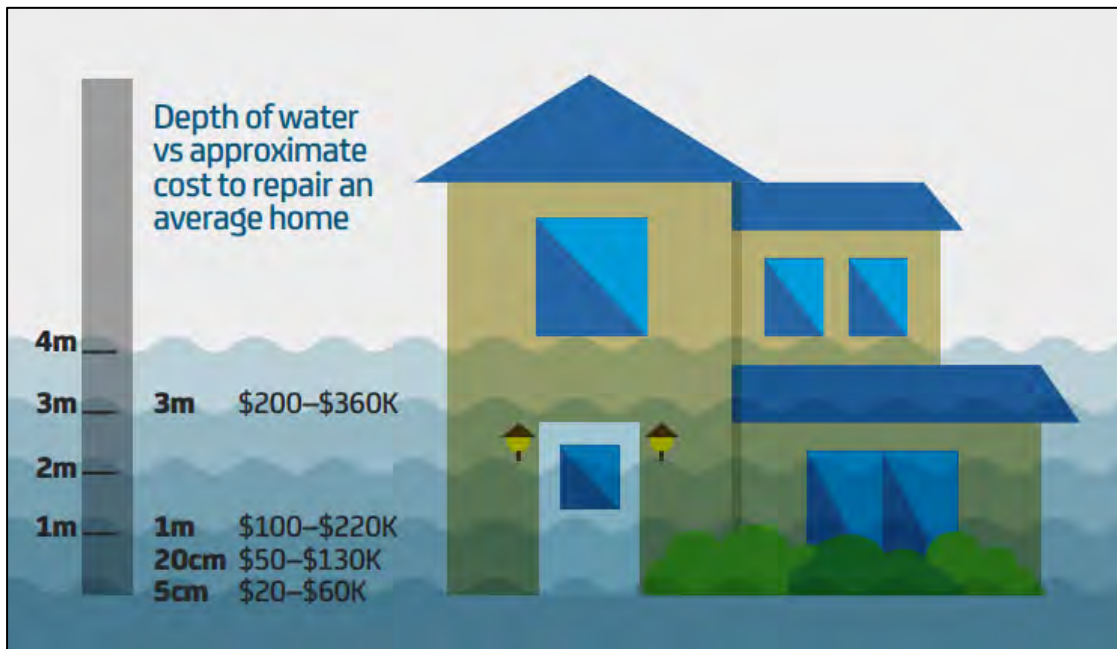 Depth of water
vs approximate
cost to repair an
average home
4m
3m 3m $200–$360K
2m
1m 1m $100–$220K
20cm $50–$130K
5cm $20–$60K